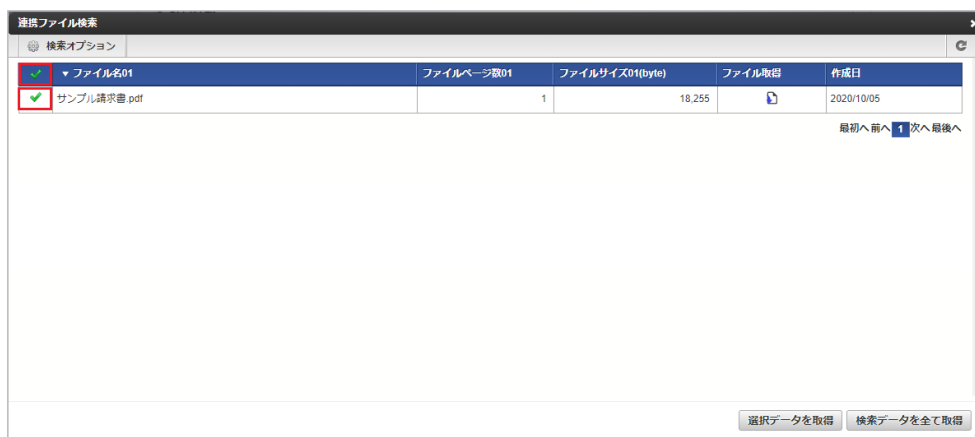 連携ファイル検索
検索オプション
▼ ファイル名01 ファイルページ数01 ファイルサイズ01(byte) ファイル取得 作成日
サンプル請求書.pdf 1 18,255 2020/10/05
最初へ 前へ 1 次へ 最後へ
選択データを取得 検索データを全て取得